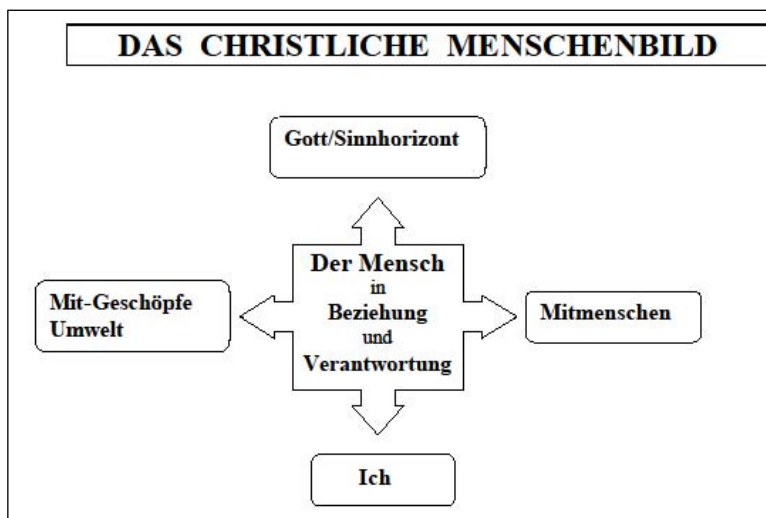 DAS CHRISTLICHE MENSCHENBILD
Gott/Sinnhorizont
Der Mensch
in
Beziehung
und
Verantwortung
Mit-Geschöpfe
Umwelt
Mitmenschen
Ich